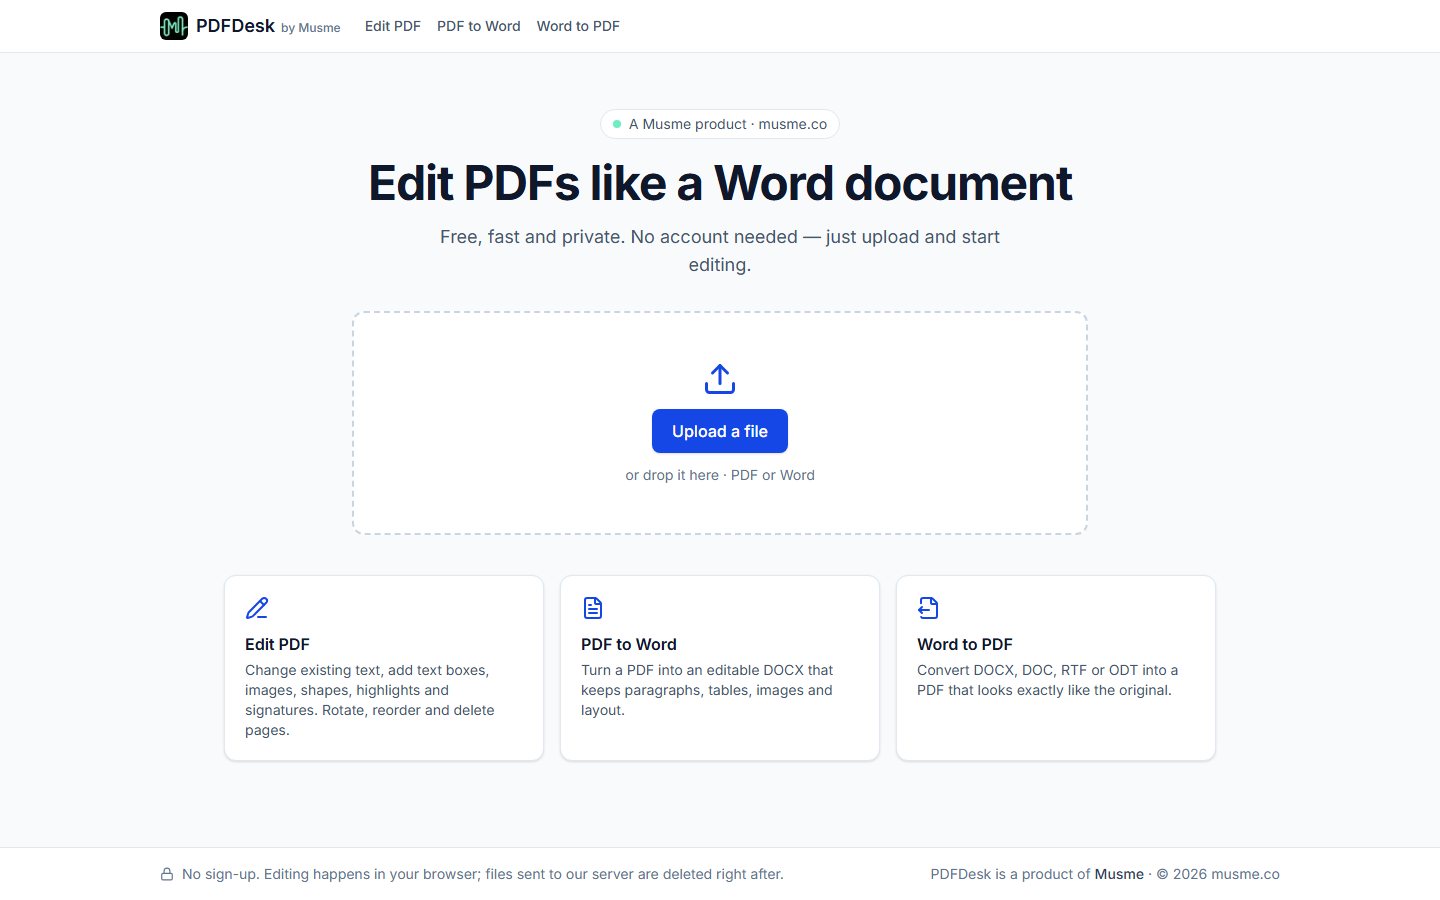 PDFDesk by Musme Edit PDF PDF to Word Word to PDF
A Musme product · musme.co
Edit PDFs like a Word document
Free, fast and private. No account needed — just upload and start
editing.
Upload a file
or drop it here · PDF or Word
Edit PDF
Change existing text, add text boxes,
images, shapes, highlights and
signatures. Rotate, reorder and delete
pages.
PDF to Word
Turn a PDF into an editable DOCX that
keeps paragraphs, tables, images and
layout.
Word to PDF
Convert DOCX, DOC, RTF or ODT into a
PDF that looks exactly like the original.
No sign-up. Editing happens in your browser; files sent to our server are deleted right after.
PDFDesk is a product of Musme · © 2026 musme.co